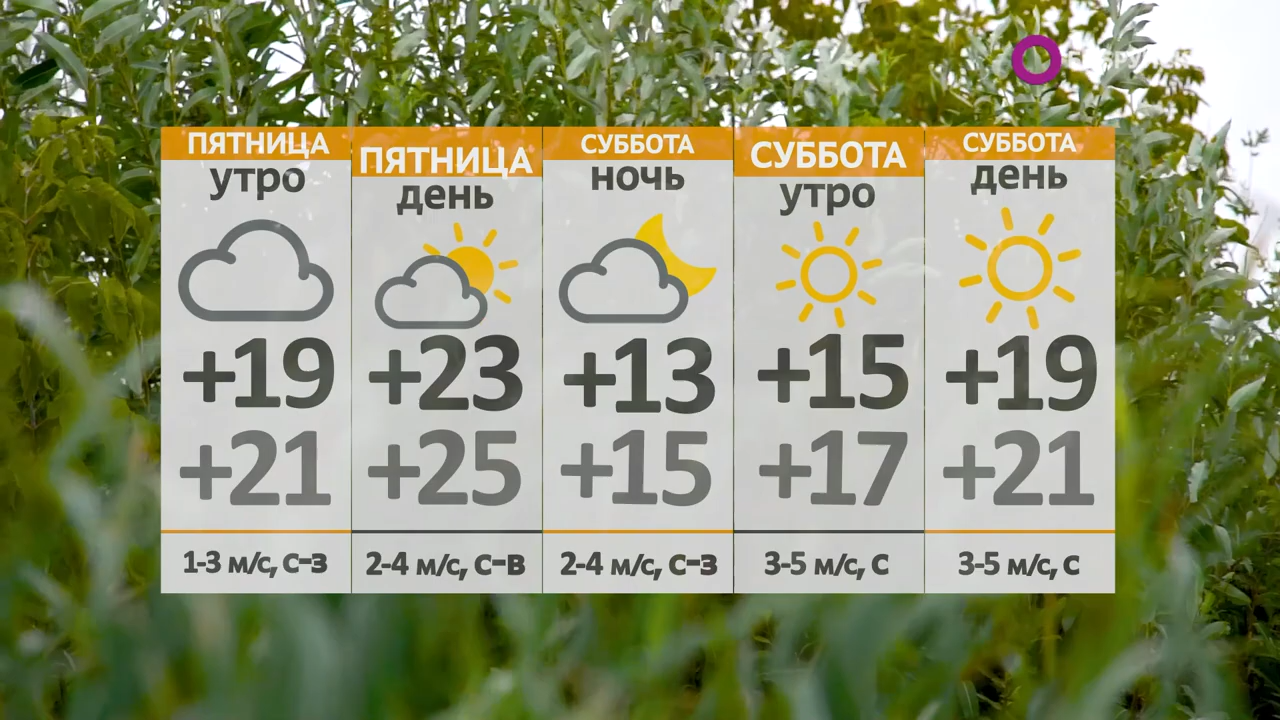 ПЯТНИЦА
утро
+19
+21
1-3 м/с, с-з
ПЯТНИЦА
день
+23
+25
2-4 м/с, с-в
СУББОТА
ночь
+13
+15
2-4 м/с, с-з
СУББОТА
утро
+15
+17
3-5 м/с, с
СУББОТА
день
+19
+21
3-5 м/с, с